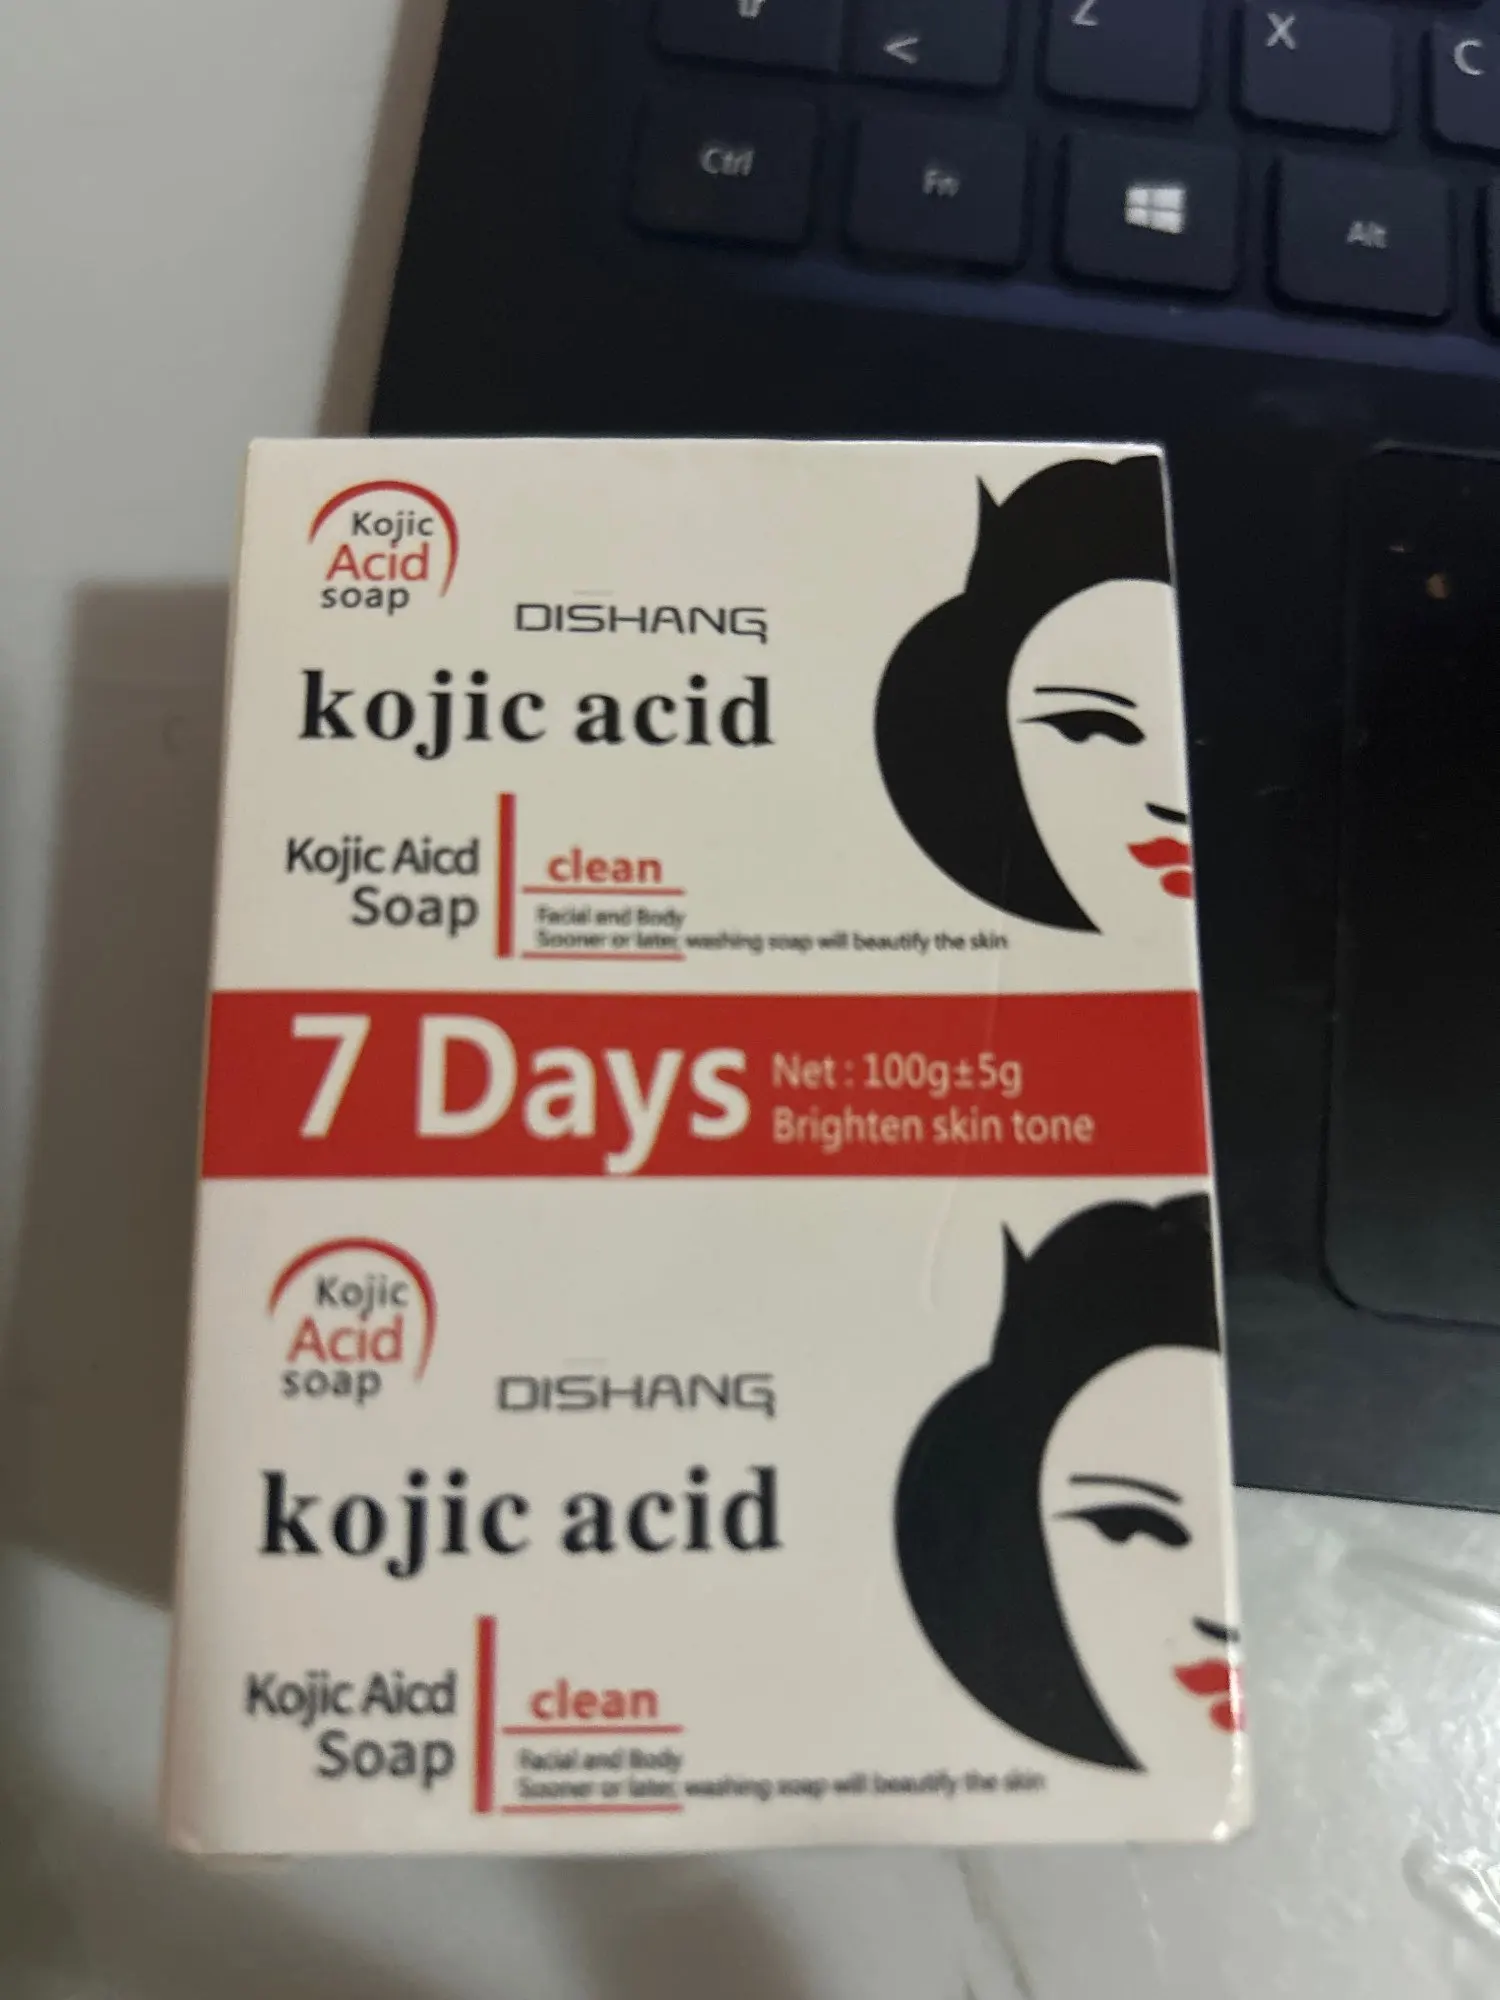 <
Z
X
C
Ctrl
Fn
Alt
Kojic
Acid
soap
DISHANG
kojic acid
Kojic Aicd
Soap
clean
Facial and Body
Sooner or later, washing soap will beautify the skin
7 Days
Net : 100g±5g
Brighten skin tone
Kojic
Acid
soap
DISHANG
kojic acid
Kojic Aicd
Soap
clean
Facial and Body
Sooner or later, washing soap will beautify the skin